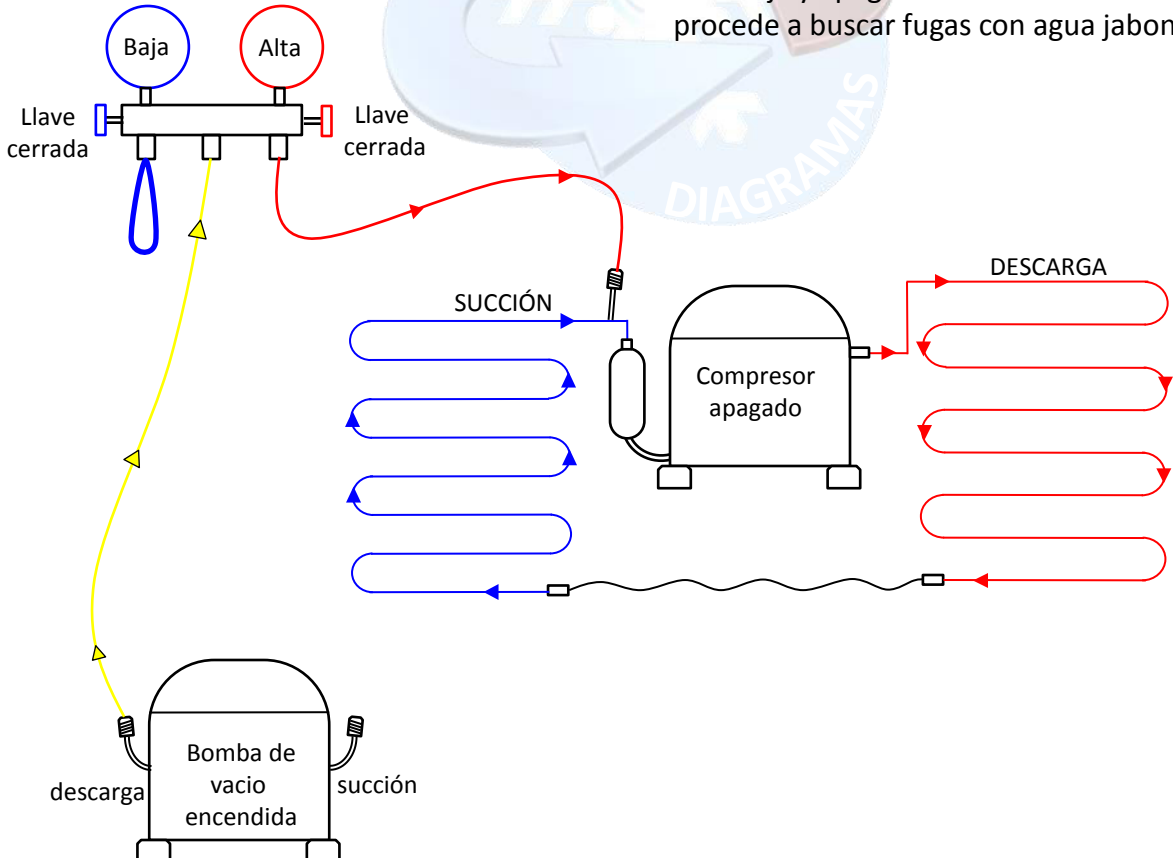 procede a buscar fugas con agua jabon
Baja
Alta
Llave
cerrada
Llave
cerrada
DIAGRAMAS
SUCCIÓN
DESCARGA
Compresor
apagado
Bomba de
vacio
encendida
descarga
succión